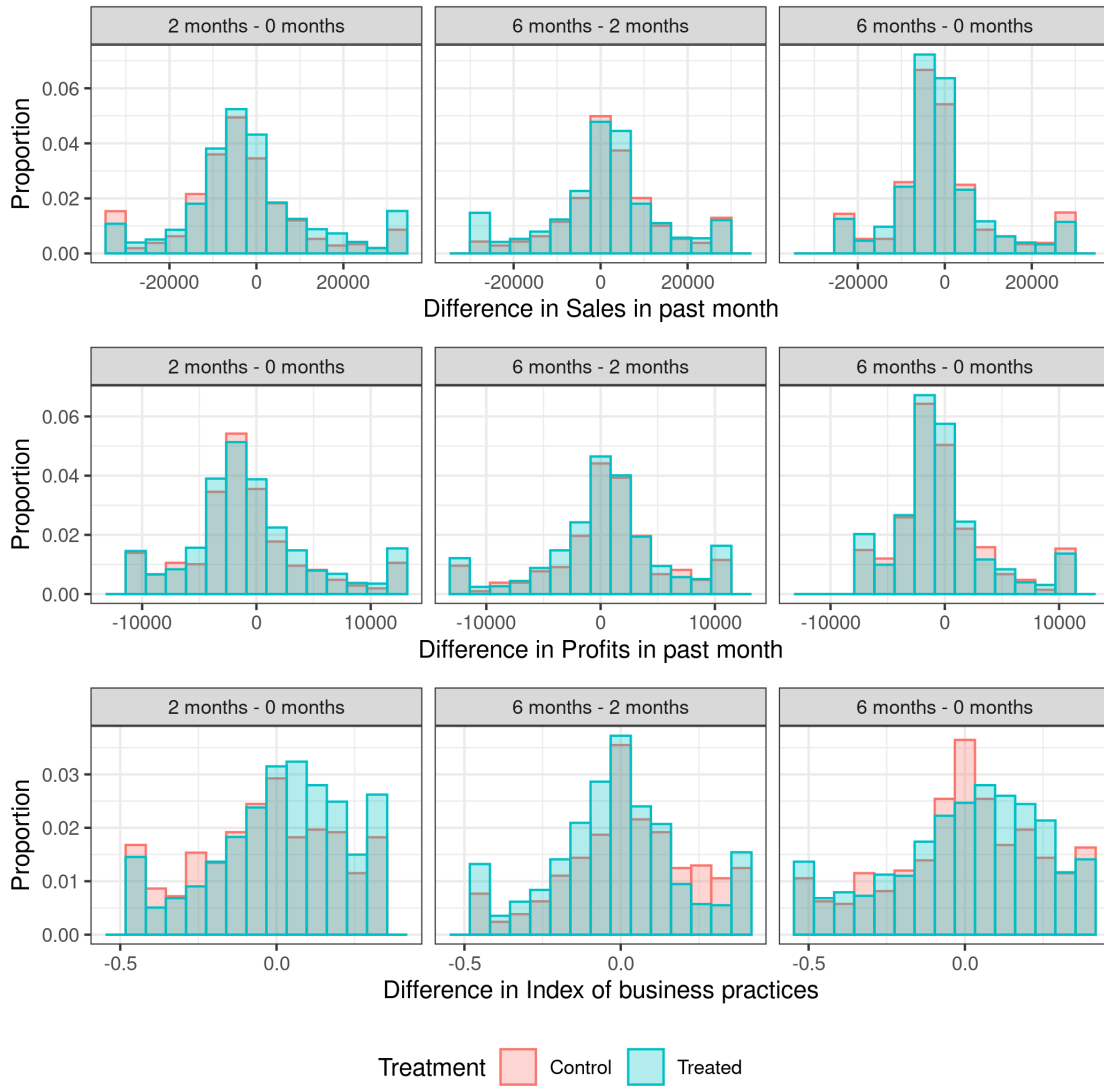 2 months - 0 months 6 months - 2 months 6 months - 0 months
Proportion
0.06
0.04
0.02
0.00
-20000 0 20000 -20000 0 20000 -20000 0 20000
Difference in Sales in past month
2 months - 0 months 6 months - 2 months 6 months - 0 months
Proportion
0.06
0.04
0.02
0.00
-10000 0 10000 -10000 0 10000 -10000 0 10000
Difference in Profits in past month
2 months - 0 months 6 months - 2 months 6 months - 0 months
Proportion
0.03
0.02
0.01
0.00
-0.5 0.0 -0.5 0.0 -0.5 0.0
Difference in Index of business practices
Treatment Control Treated